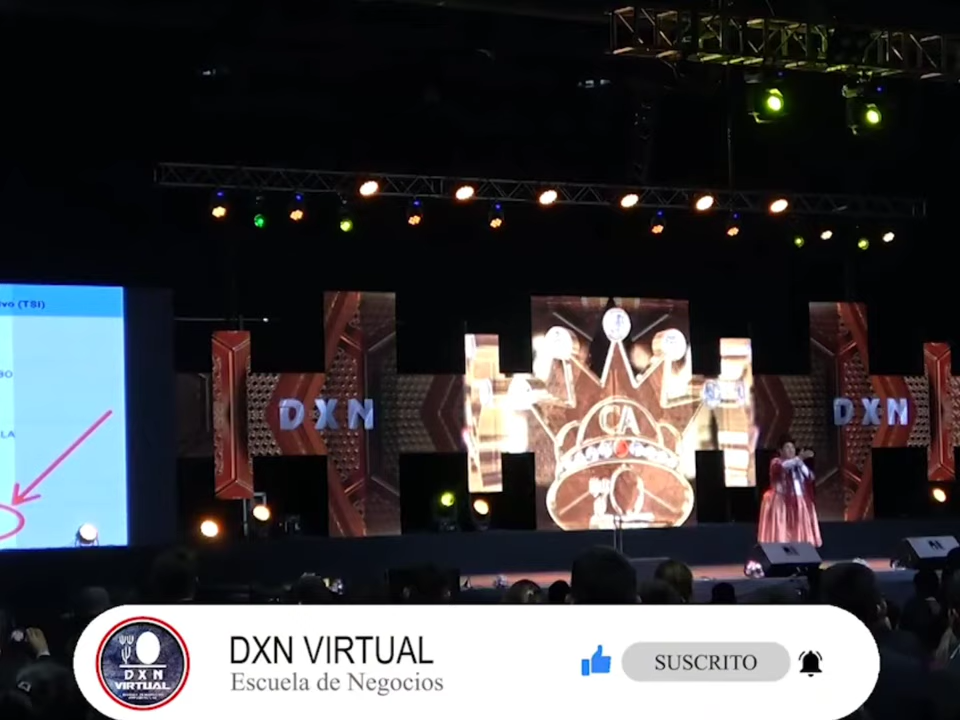 vo (TSI)
BO
LA
DXN
CA
DXN
DXN VIRTUAL
Escuela de Negocios
SUSCRITO
DXN
VIRTUAL